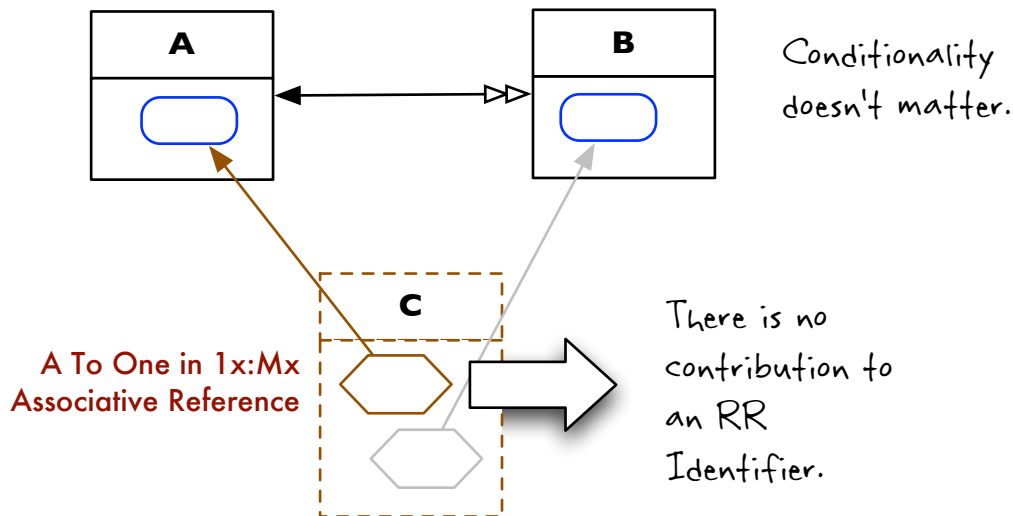 A
B
Conditionality
doesn't matter.
C
A To One in 1x:Mx
Associative Reference
There is no
contribution to
an RR
Identifier.